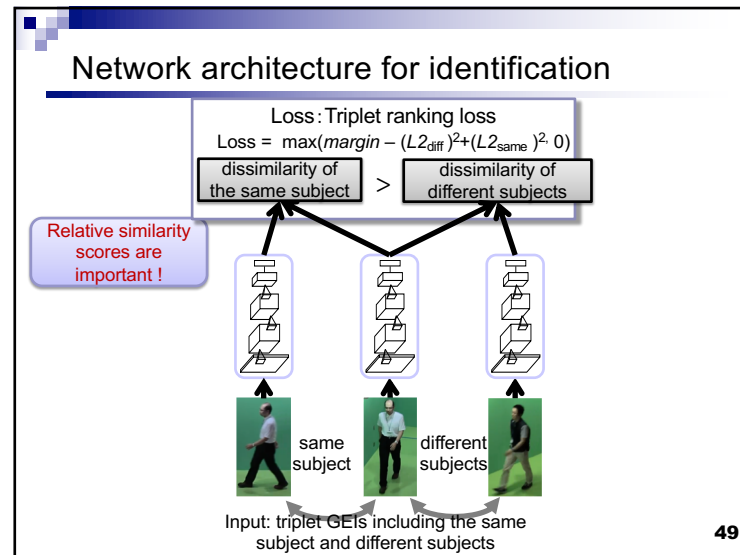 Network architecture for identification
Loss:Triplet ranking loss
Loss = max(margin – (L2diff )²+(L2same )², 0)
dissimilarity of
the same subject
>
dissimilarity of
different subjects
Relative similarity
scores are
important !
same
subject
different
subjects
Input: triplet GEIs including the same
subject and different subjects
49